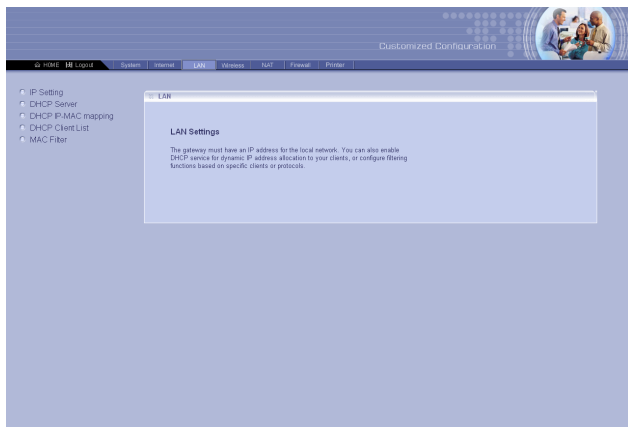 Customized Configuration
HOME Logout System Internet LAN Wireless NAT Firewall Printer
IP Setting
DHCP Server
DHCP IP-MAC mapping
DHCP Client List
MAC Filter
LAN
LAN Settings
The gateway must have an IP address for the local network. You can also enable
DHCP service for dynamic IP address allocation to your clients, or configure filtering
functions based on specific clients or protocols.